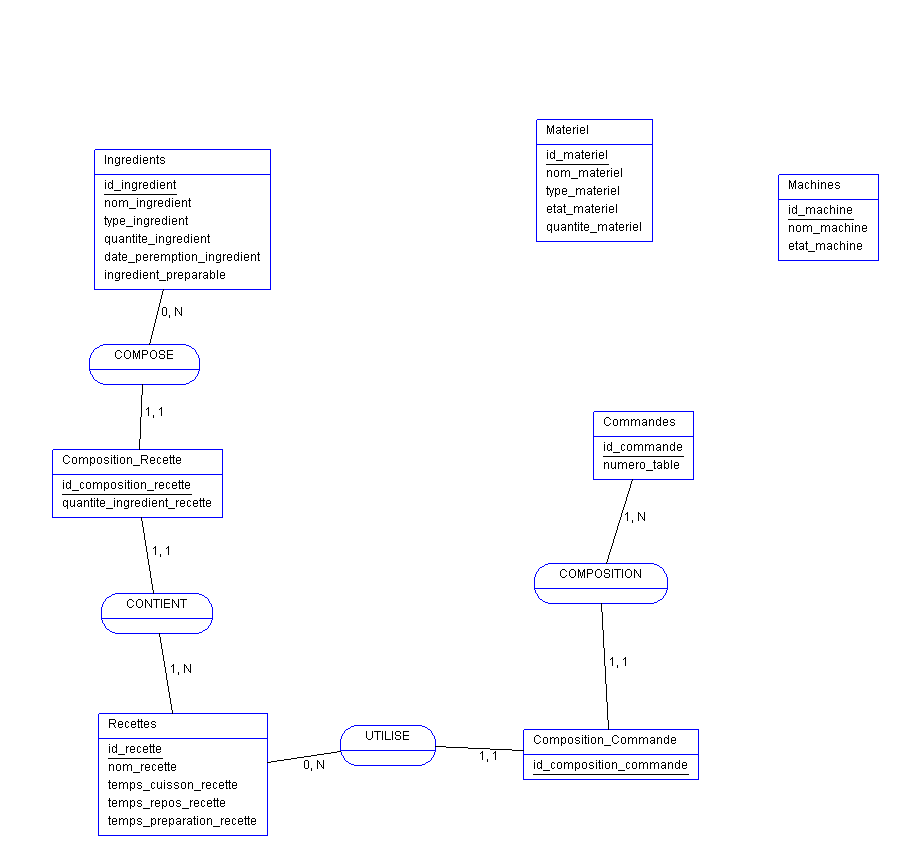 Materiel
id_materiel
nom_materiel
type_materiel
etat_materiel
quantite_materiel
Ingredients
id_ingredient
nom_ingredient
type_ingredient
quantite_ingredient
date_peremption_ingredient
ingredient_preparable
Machines
id_machine
nom_machine
etat_machine
0, N
COMPOSE
1, 1
Composition_Recette
id_composition_recette
quantite_ingredient_recette
1, 1
CONTIENT
1, N
Commandes
id_commande
numero_table
1, N
COMPOSITION
1, 1
Recettes
id_recette
nom_recette
temps_cuisson_recette
temps_repos_recette
temps_preparation_recette
0, N
UTILISE
1, 1
Composition_Commande
id_composition_commande